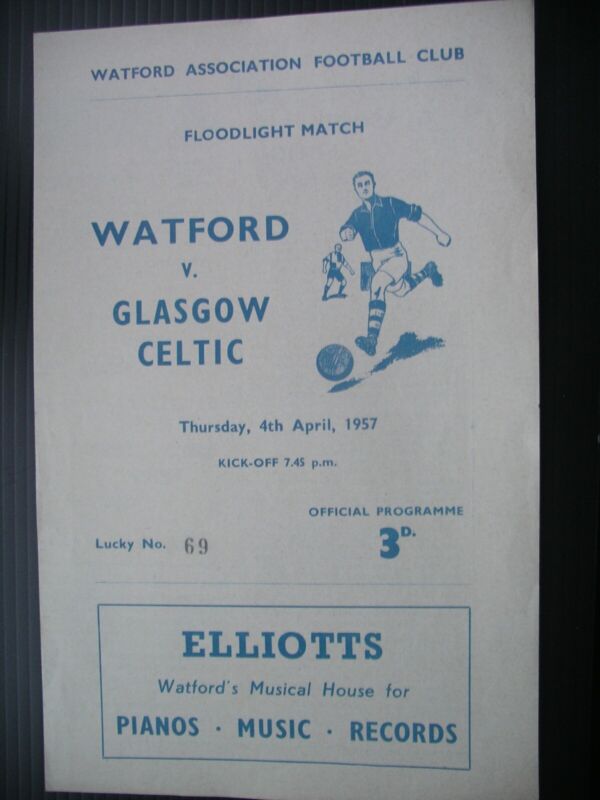 WATFORD ASSOCIATION FOOTBALL CLUB
FLOODLIGHT MATCH
WATFORD
V.
GLASGOW
CELTIC
Thursday, 4th April, 1957
KICK-OFF 7.45 p.m.
OFFICIAL PROGRAMME
3D.
Lucky No. 69
ELLIOTTS
Watford's Musical House for
PIANOS · MUSIC · RECORDS